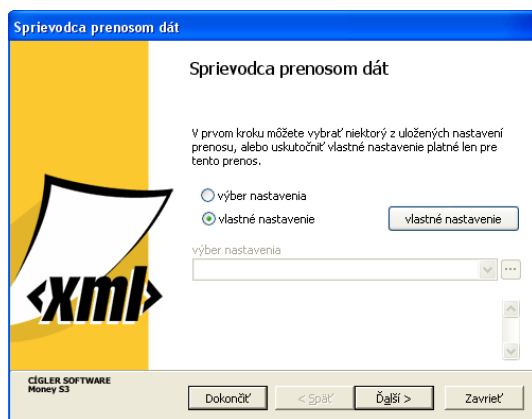 Sprievodca prenosom dát
Sprievodca prenosom dát
V prvom kroku môžete vybrať niektorý z uložených nastavení
prenosu, alebo uskutočniť vlastné nastavenie platné len pre
tento prenos.
výber nastavenia
vlastné nastavenie
vlastné nastavenie
výber nastavenia
...
<xml>
CÍGLER SOFTWARE
Money S3
Dokončiť
< Späť
Ďalší >
Zavrieť